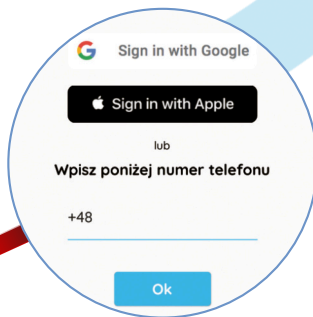 Sign in with Google
Sign in with Apple
lub
Wpisz poniżej numer telefonu
+48
Ok